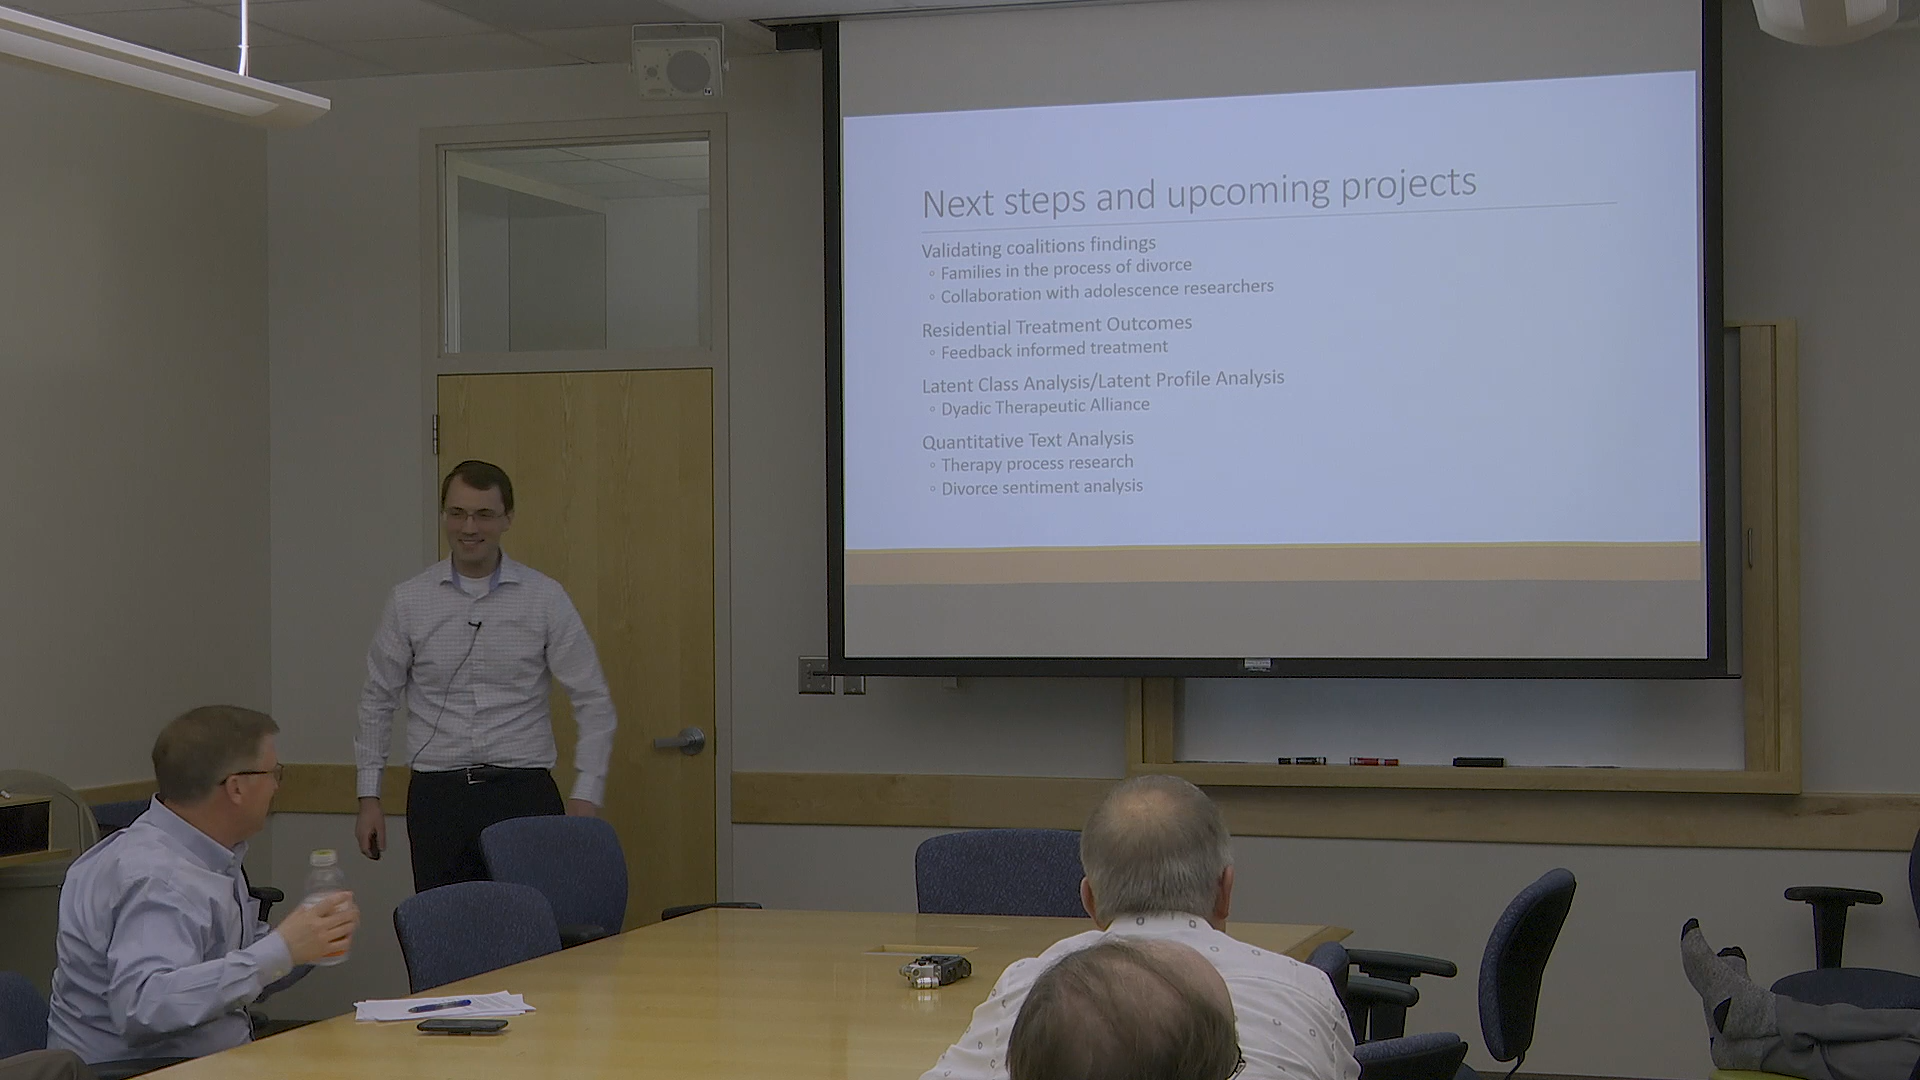 Next steps and upcoming projects
Validating coalitions findings
◦ Families in the process of divorce
◦ Collaboration with adolescence researchers
Residential Treatment Outcomes
◦ Feedback informed treatment
Latent Class Analysis/Latent Profile Analysis
◦ Dyadic Therapeutic Alliance
Quantitative Text Analysis
◦ Therapy process research
◦ Divorce sentiment analysis